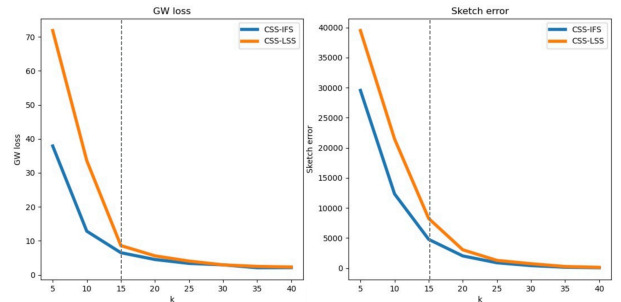 GW loss
CSS-IFS
CSS-LSS
GW loss
70
60
50
40
30
20
10
0
5 10 15 20 25 30 35 40
k
Sketch error
CSS-IFS
CSS-LSS
Sketch error
40000
35000
30000
25000
20000
15000
10000
5000
0
5 10 15 20 25 30 35 40
k